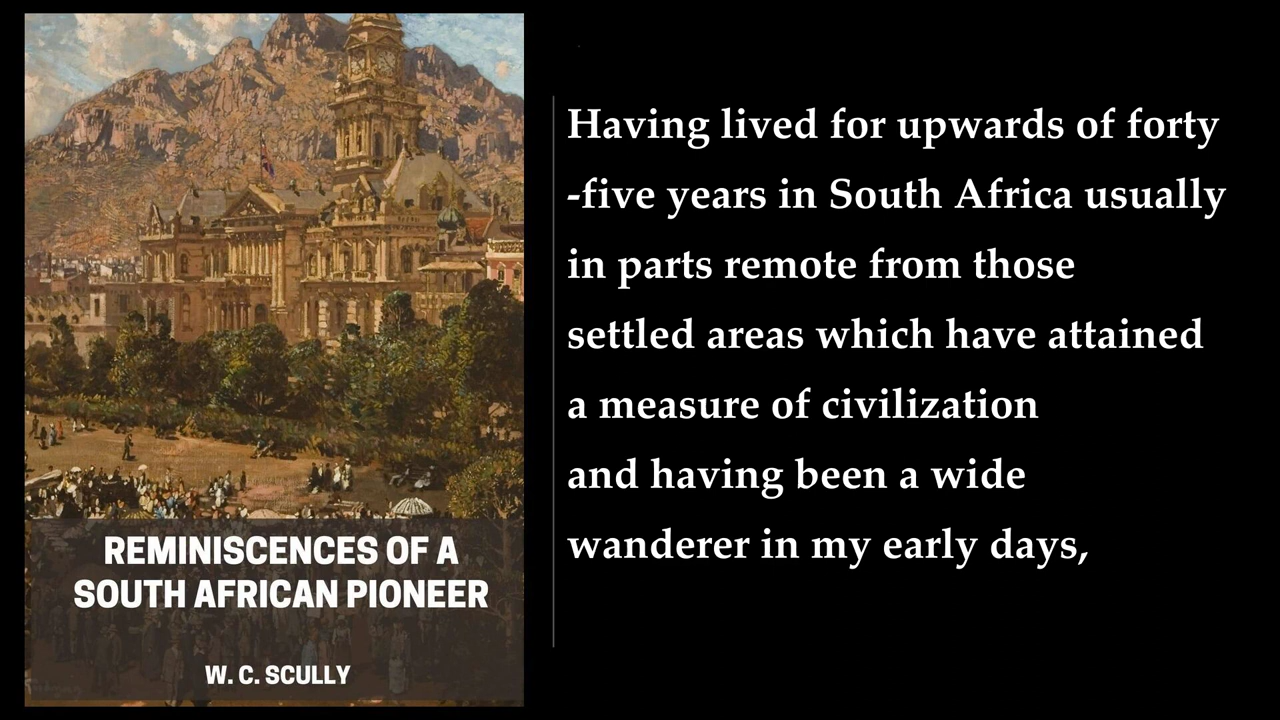 REMINISCENCES OF A
SOUTH AFRICAN PIONEER
W. C. SCULLY
Having lived for upwards of forty
-five years in South Africa usually
in parts remote from those
settled areas which have attained
a measure of civilization
and having been a wide
wanderer in my early days,